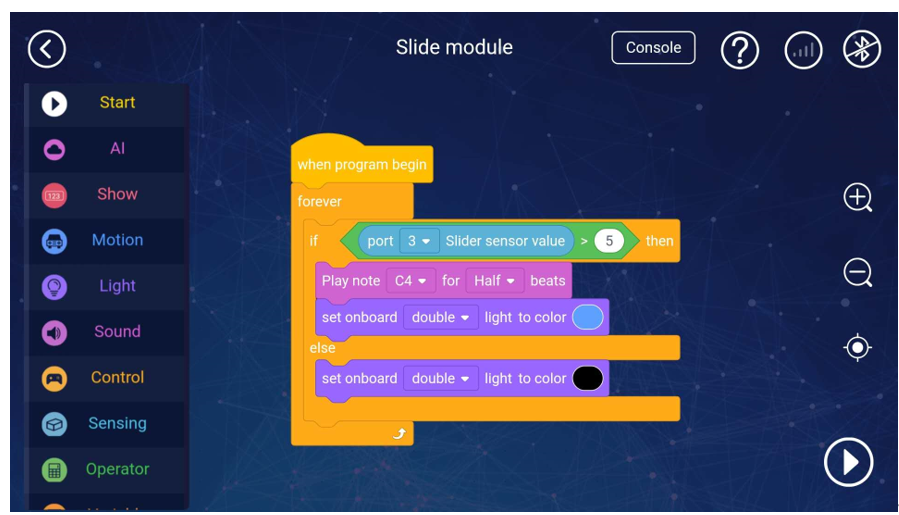 Slide module
Console
Start
AI
123
Show
Motion
Light
Sound
Control
Sensing
Operator
when program begin
forever
if port 3 Slider sensor value > 5 then
Play note C4 for Half beats
set onboard double light to color
else
set onboard double light to color